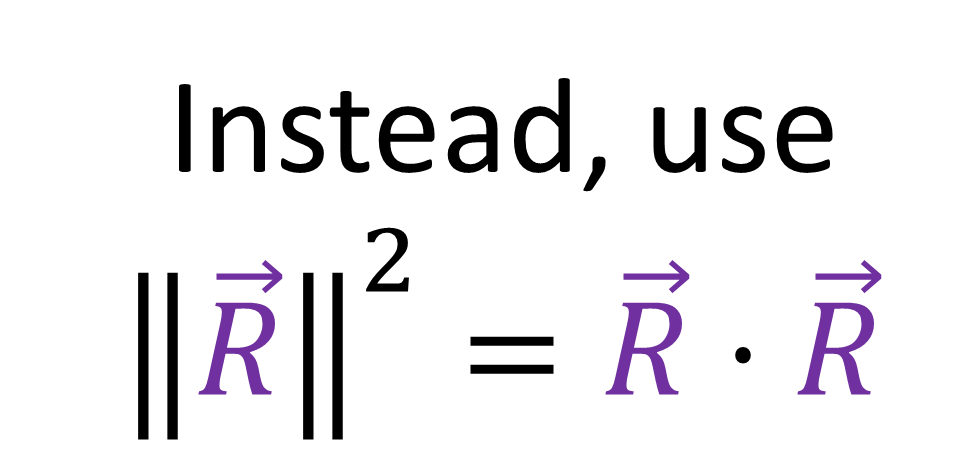 Instead, use
‖R⃗‖² = R⃗ · R⃗